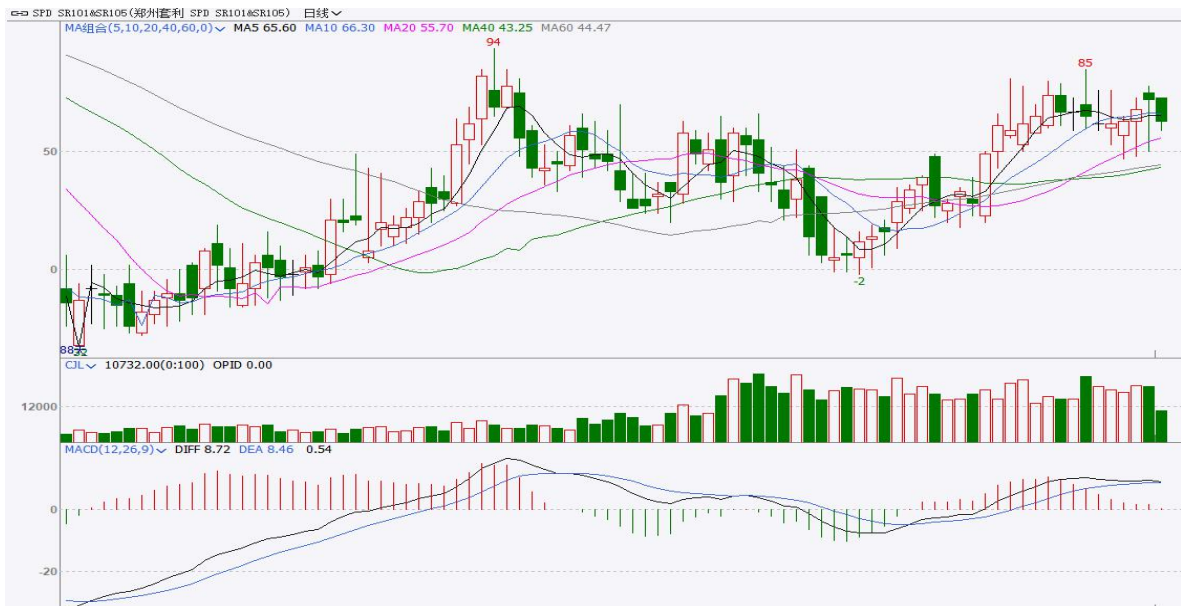 SPD SR101&SR105(郑州套利 SPD SR101&SR105) 日线
MA组合(5,10,20,40,60,0) MA5 65.60 MA10 66.30 MA20 55.70 MA40 43.25 MA60 44.47
94
85
50
0
-2
CJL 10732.00(0:100) OPID 0.00
12000
MACD(12,26,9) DIFF 8.72 DEA 8.46 0.54
0
-20